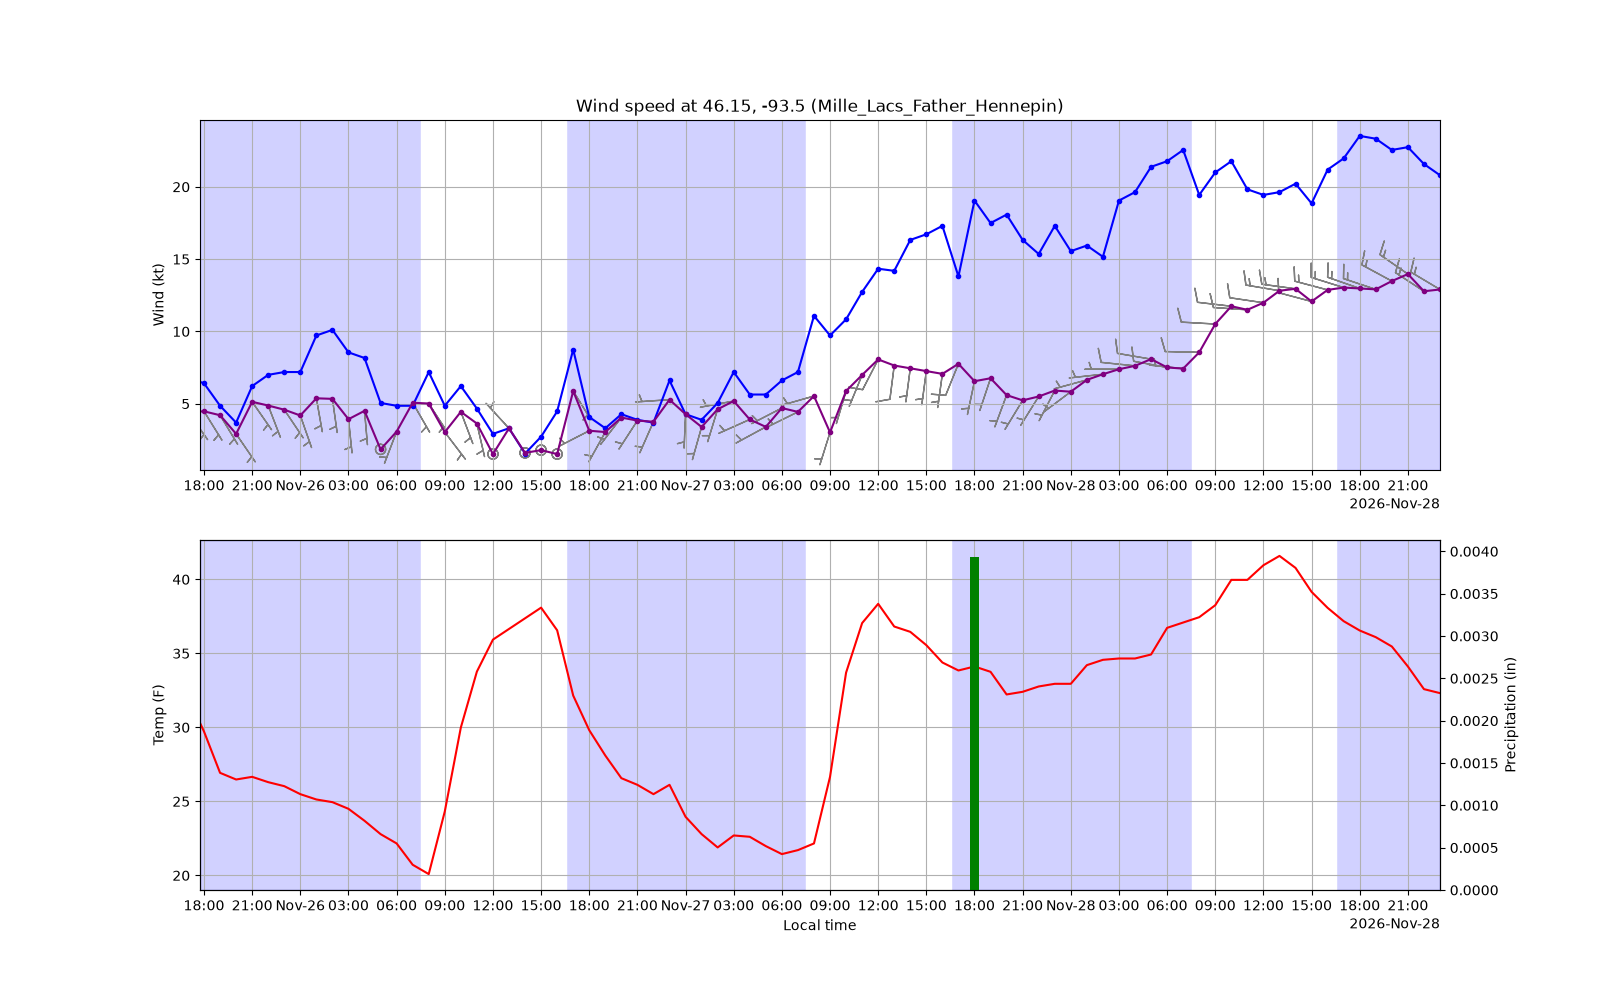 Wind speed at 46.15, -93.5 (Mille_Lacs_Father_Hennepin)
Wind (kt)
20
15
10
5
18:00 21:00 Nov-26 03:00 06:00 09:00 12:00 15:00 18:00 21:00 Nov-27 03:00 06:00 09:00 12:00 15:00 18:00 21:00 Nov-28 03:00 06:00 09:00 12:00 15:00 18:00 21:00
2026-Nov-28
Temp (F)
40
35
30
25
20
0.0040
0.0035
0.0030
0.0025
0.0020
0.0015
0.0010
0.0005
0.0000
Precipitation (in)
18:00 21:00 Nov-26 03:00 06:00 09:00 12:00 15:00 18:00 21:00 Nov-27 03:00 06:00 09:00 12:00 15:00 18:00 21:00 Nov-28 03:00 06:00 09:00 12:00 15:00 18:00 21:00
Local time
2026-Nov-28